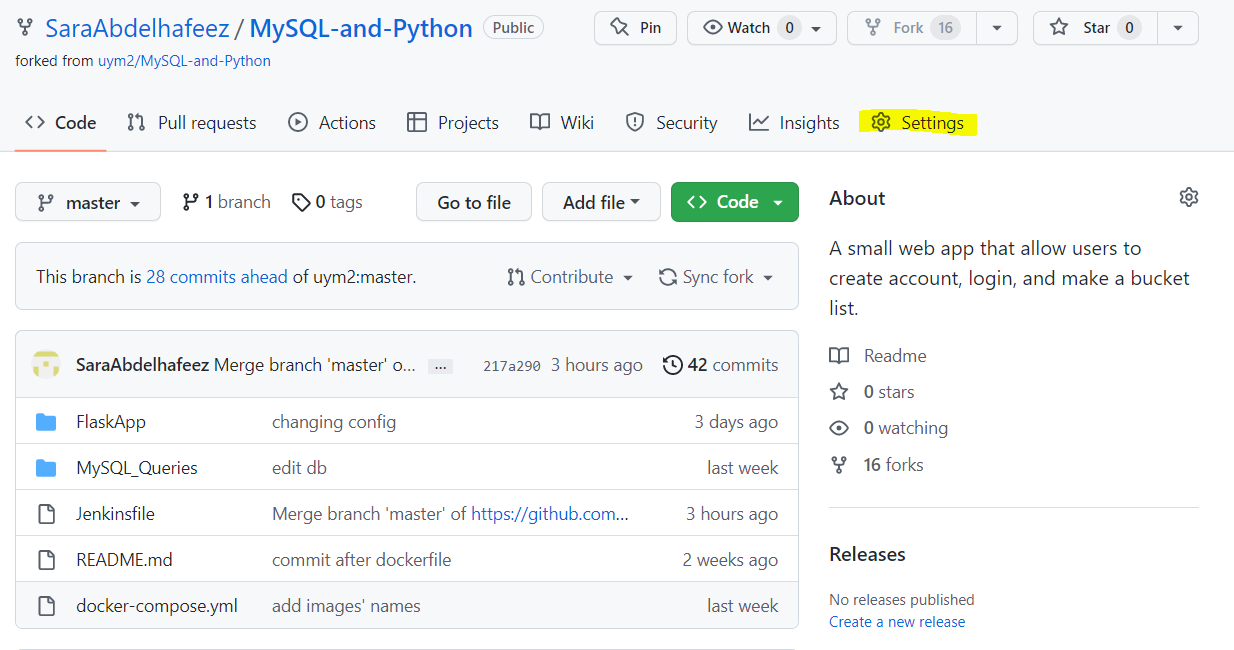 SaraAbdelhafeez / MySQL-and-Python Public Pin Watch 0 Fork 16 Star 0
forked from uym2/MySQL-and-Python
Code Pull requests Actions Projects Wiki Security Insights Settings
master 1 branch 0 tags Go to file Add file Code
This branch is 28 commits ahead of uym2:master. Contribute Sync fork
SaraAbdelhafeez Merge branch 'master' o... ... 217a290 3 hours ago 42 commits
FlaskApp changing config 3 days ago
MySQL_Queries edit db last week
Jenkinsfile Merge branch 'master' of https://github.com... 3 hours ago
README.md commit after dockerfile 2 weeks ago
docker-compose.yml add images' names last week
About
A small web app that allow users to
create account, login, and make a bucket
list.
Readme
0 stars
0 watching
16 forks
Releases
No releases published
Create a new release